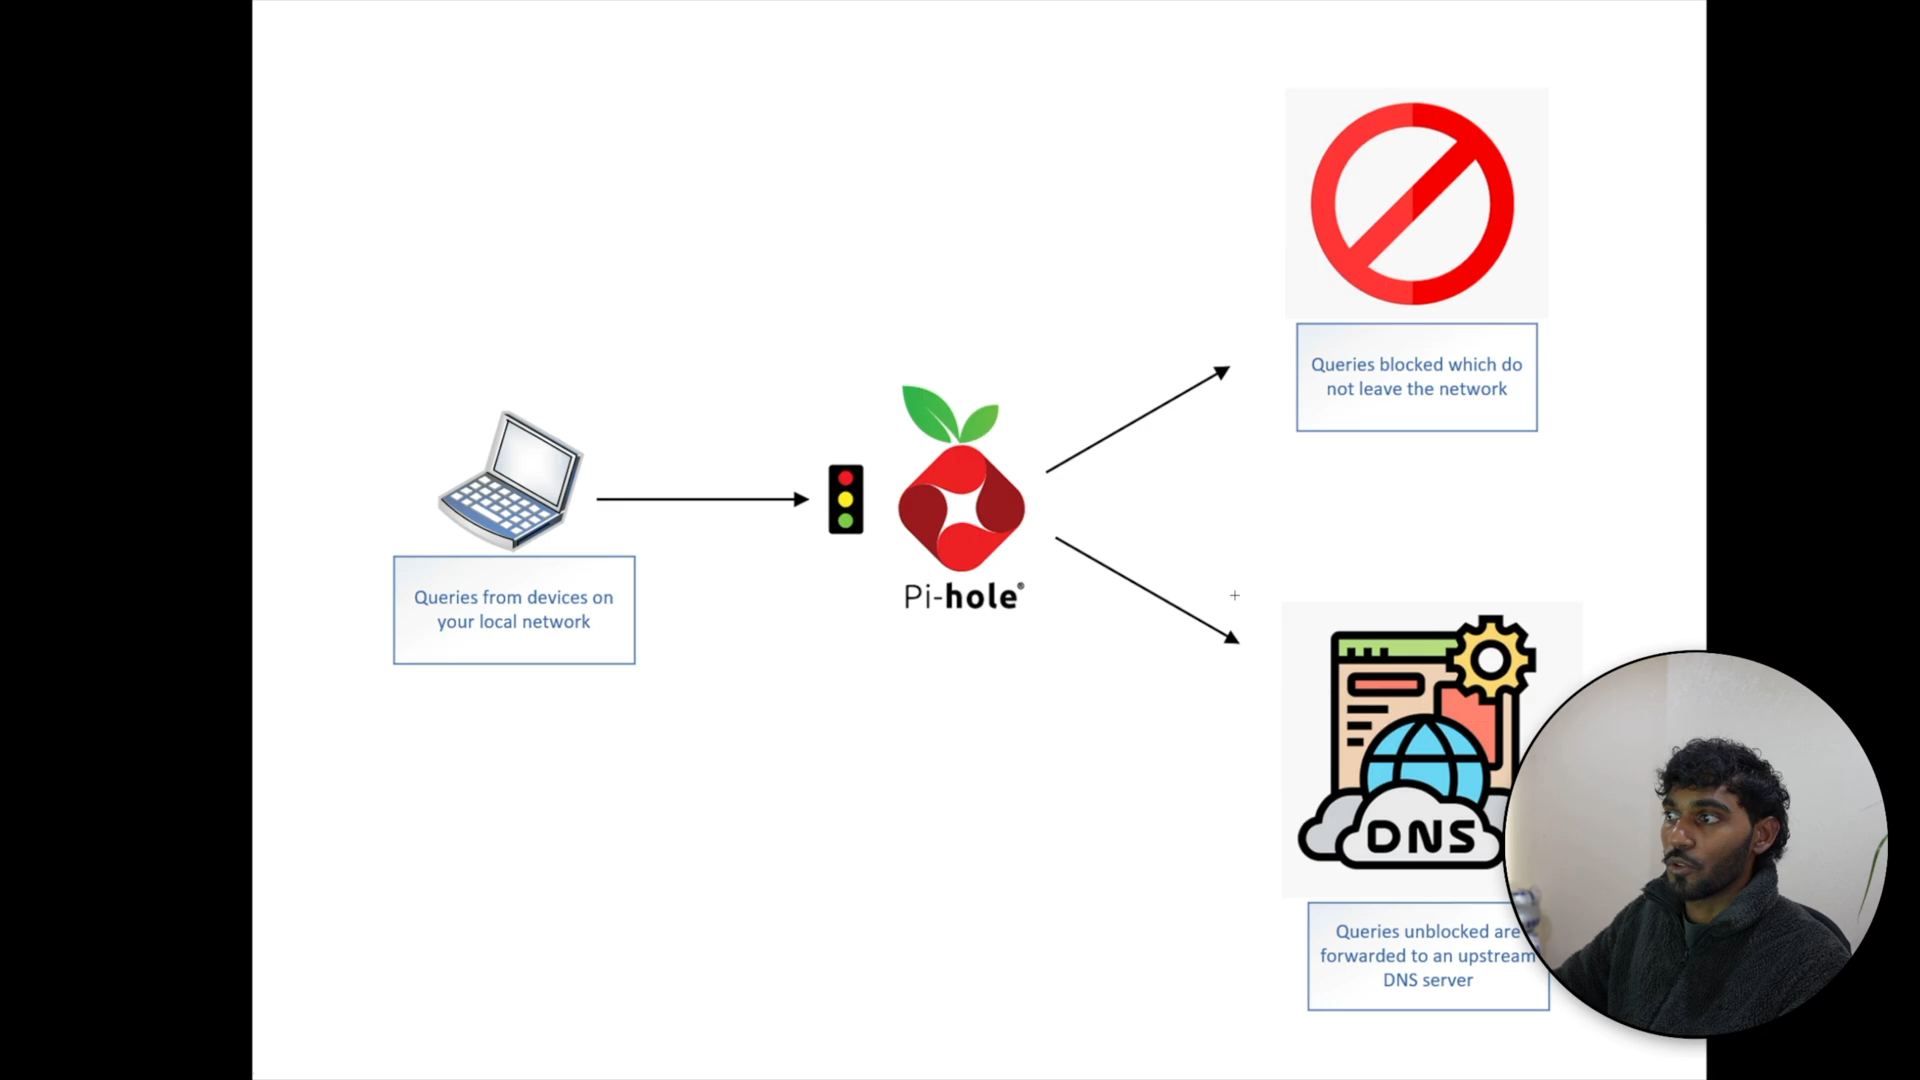 Queries blocked which do
not leave the network
Pi-hole®
Queries from devices on
your local network
DNS
Queries unblocked are
forwarded to an upstream
DNS server